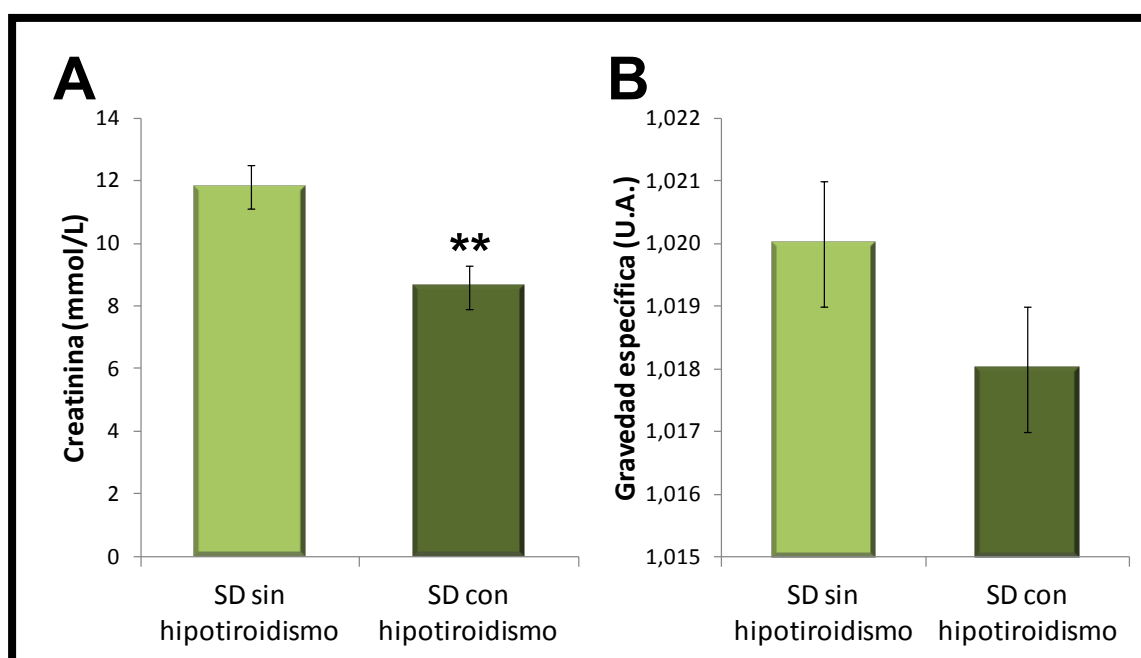 A
Creatinina (mmol/L)
14
12
10
8
6
4
2
0
**
SD sin
hipotiroidismo
SD con
hipotiroidismo
B
Gravedad específica (U.A.)
1,022
1,021
1,020
1,019
1,018
1,017
1,016
1,015
SD sin
hipotiroidismo
SD con
hipotiroidismo